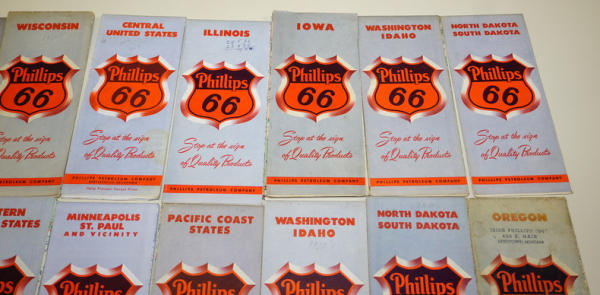 WISCONSIN
Phillips
66
Stop at the sign
of Quality Products
PHILLIPS PETROLEUM COMPANY
CENTRAL
UNITED STATES
Phillips
66
Stop at the sign
of Quality Products
PHILLIPS PETROLEUM COMPANY
ILLINOIS
Phillips
66
Stop at the sign
of Quality Products
PHILLIPS PETROLEUM COMPANY
IOWA
Phillips
66
Stop at the sign
of Quality Products
PHILLIPS PETROLEUM COMPANY
WASHINGTON
IDAHO
Phillips
66
Stop at the sign
of Quality Products
PHILLIPS PETROLEUM COMPANY
NORTH DAKOTA
SOUTH DAKOTA
Phillips
66
Stop at the sign
of Quality Products
PHILLIPS PETROLEUM COMPANY
TERN
STATES
MINNEAPOLIS
ST. PAUL
AND VICINITY
Phillips
PACIFIC COAST
STATES
Phillips
WASHINGTON
IDAHO
Phillips
NORTH DAKOTA
SOUTH DAKOTA
Phillips
OREGON
Phillips